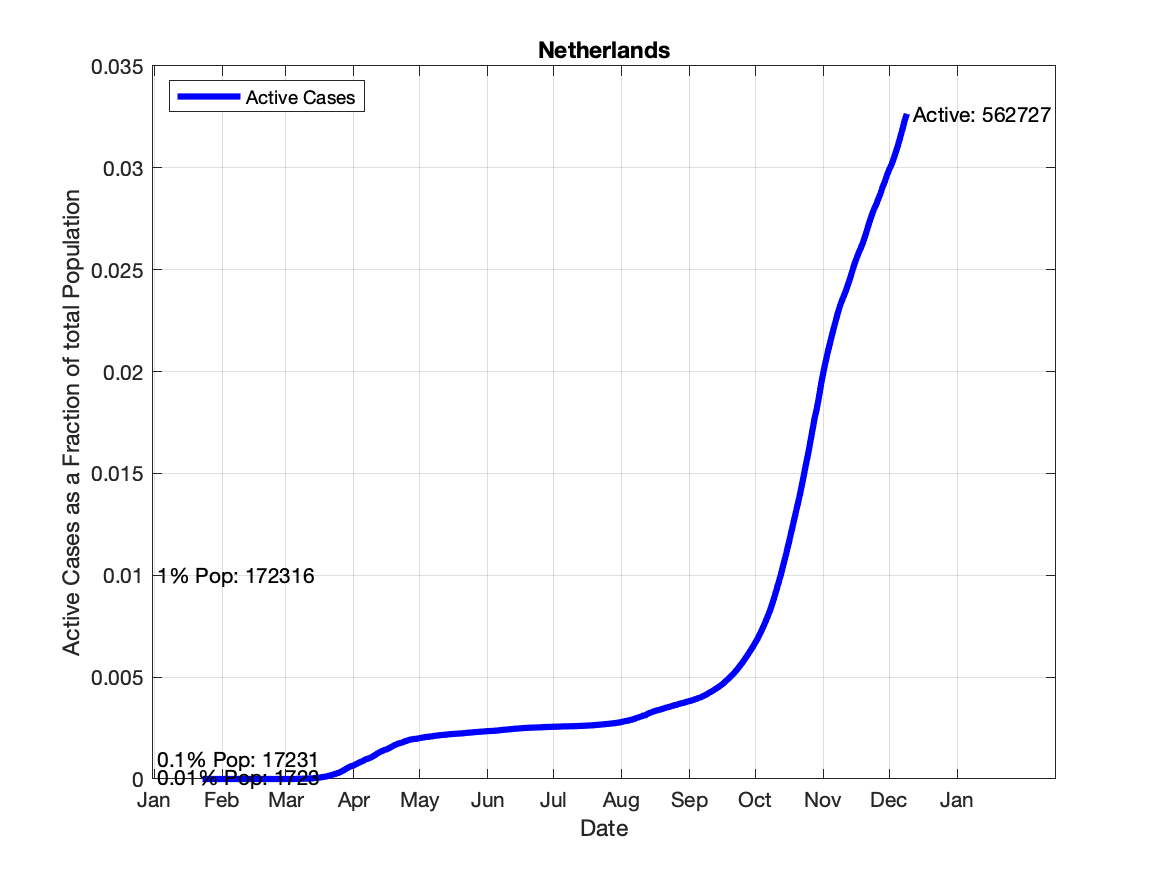 Netherlands
0.035
0.03
0.025
0.02
0.015
0.01
0.005
0
Active Cases as a Fraction of total Population
Active Cases
Active: 562727
1% Pop: 172316
0.1% Pop: 17231
0.01% Pop: 1723
Jan Feb Mar Apr May Jun Jul Aug Sep Oct Nov Dec Jan
Date